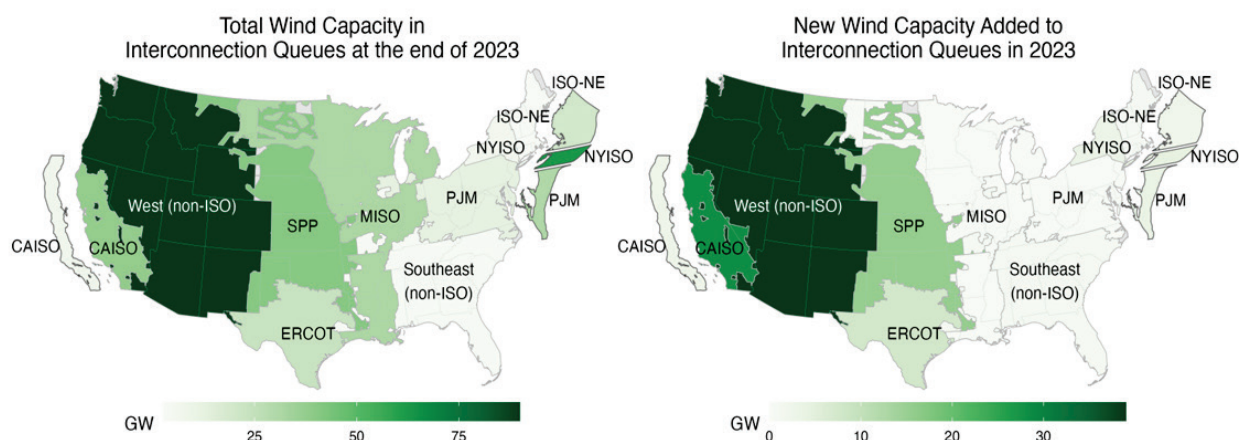 Total Wind Capacity in
Interconnection Queues at the end of 2023
ISO-NE
ISO-NE
NYISO
NYISO
West (non-ISO)
PJM
PJM
SPP
MISO
CAISO
CAISO
Southeast
(non-ISO)
ERCOT
GW
25
50
75
New Wind Capacity Added to
Interconnection Queues in 2023
ISO-NE
ISO-NE
NYISO
NYISO
West (non-ISO)
PJM
PJM
SPP
MISO
CAISO
CAISO
Southeast
(non-ISO)
ERCOT
GW
0
10
20
30